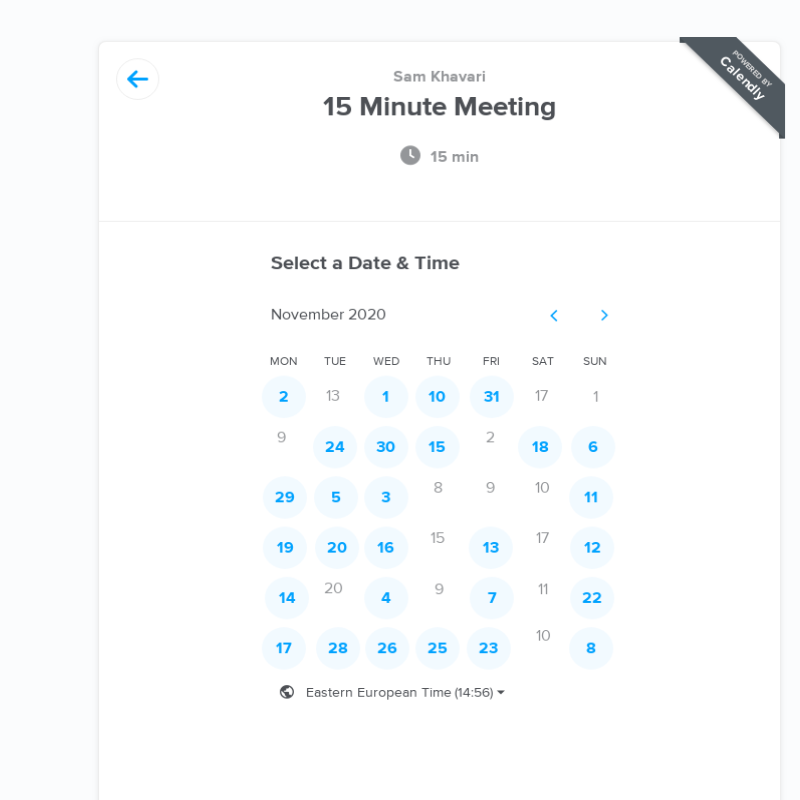 POWERED BY
Calendly
Sam Khavari
15 Minute Meeting
15 min
Select a Date & Time
November 2020
MON TUE WED THU FRI SAT SUN
2 13 1 10 31 17 1
9 24 30 15 2 18 6
29 5 3 8 9 10 11
19 20 16 15 13 17 12
14 20 4 9 7 11 22
17 28 26 25 23 10 8
Eastern European Time (14:56)